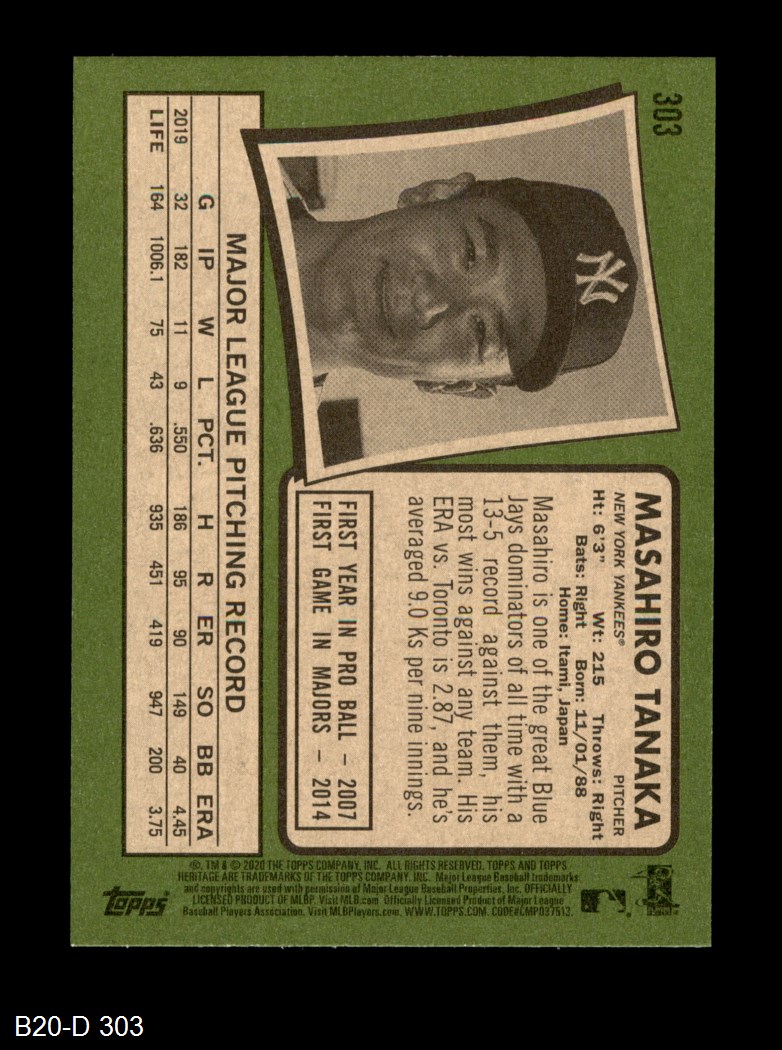 303
NY
MASAHIRO TANAKA
NEW YORK YANKEES® PITCHER
Ht: 6'3" Wt: 215 Throws: Right
Bats: Right Born: 11/01/88
Home: Itami, Japan
Masahiro is one of the great Blue
Jays dominators of all time with a
13-5 record against them, his
most wins against any team. His
ERA vs. Toronto is 2.87, and he's
averaged 9.0 Ks per nine innings.
FIRST YEAR IN PRO BALL – 2007
FIRST GAME IN MAJORS – 2014
MAJOR LEAGUE PITCHING RECORD
G IP W L PCT. H R ER SO BB ERA
2019 32 182 11 9 .550 186 95 90 149 40 4.45
LIFE 164 1006.1 75 43 .636 935 451 419 947 200 3.75
®, TM & © 2020 THE TOPPS COMPANY, INC. ALL RIGHTS RESERVED. TOPPS AND TOPPS
HERITAGE ARE TRADEMARKS OF THE TOPPS COMPANY, INC. Major League Baseball trademarks
and copyrights are used with permission of Major League Baseball Properties, Inc. OFFICIALLY
LICENSED PRODUCT OF MLBP. Visit MLB.com Officially Licensed Product of Major League
Baseball Players Association. Visit MLBPlayers.com. WWW.TOPPS.COM. CODE#CMP037512.
Topps
B20-D 303